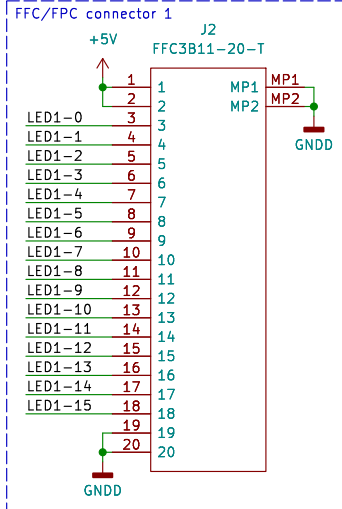 FFC/FPC connector 1
J2
+5V
FFC3B11-20-T
1 1 MP1 MP1
2 2 MP2 MP2
LED1-0 3 3
GNDD
LED1-1 4 4
LED1-2 5 5
LED1-3 6 6
LED1-4 7 7
LED1-5 8 8
LED1-6 9 9
LED1-7 10 10
LED1-8 11 11
LED1-9 12 12
LED1-10 13 13
LED1-11 14 14
LED1-12 15 15
LED1-13 16 16
LED1-14 17 17
LED1-15 18 18
19 19
20 20
GNDD